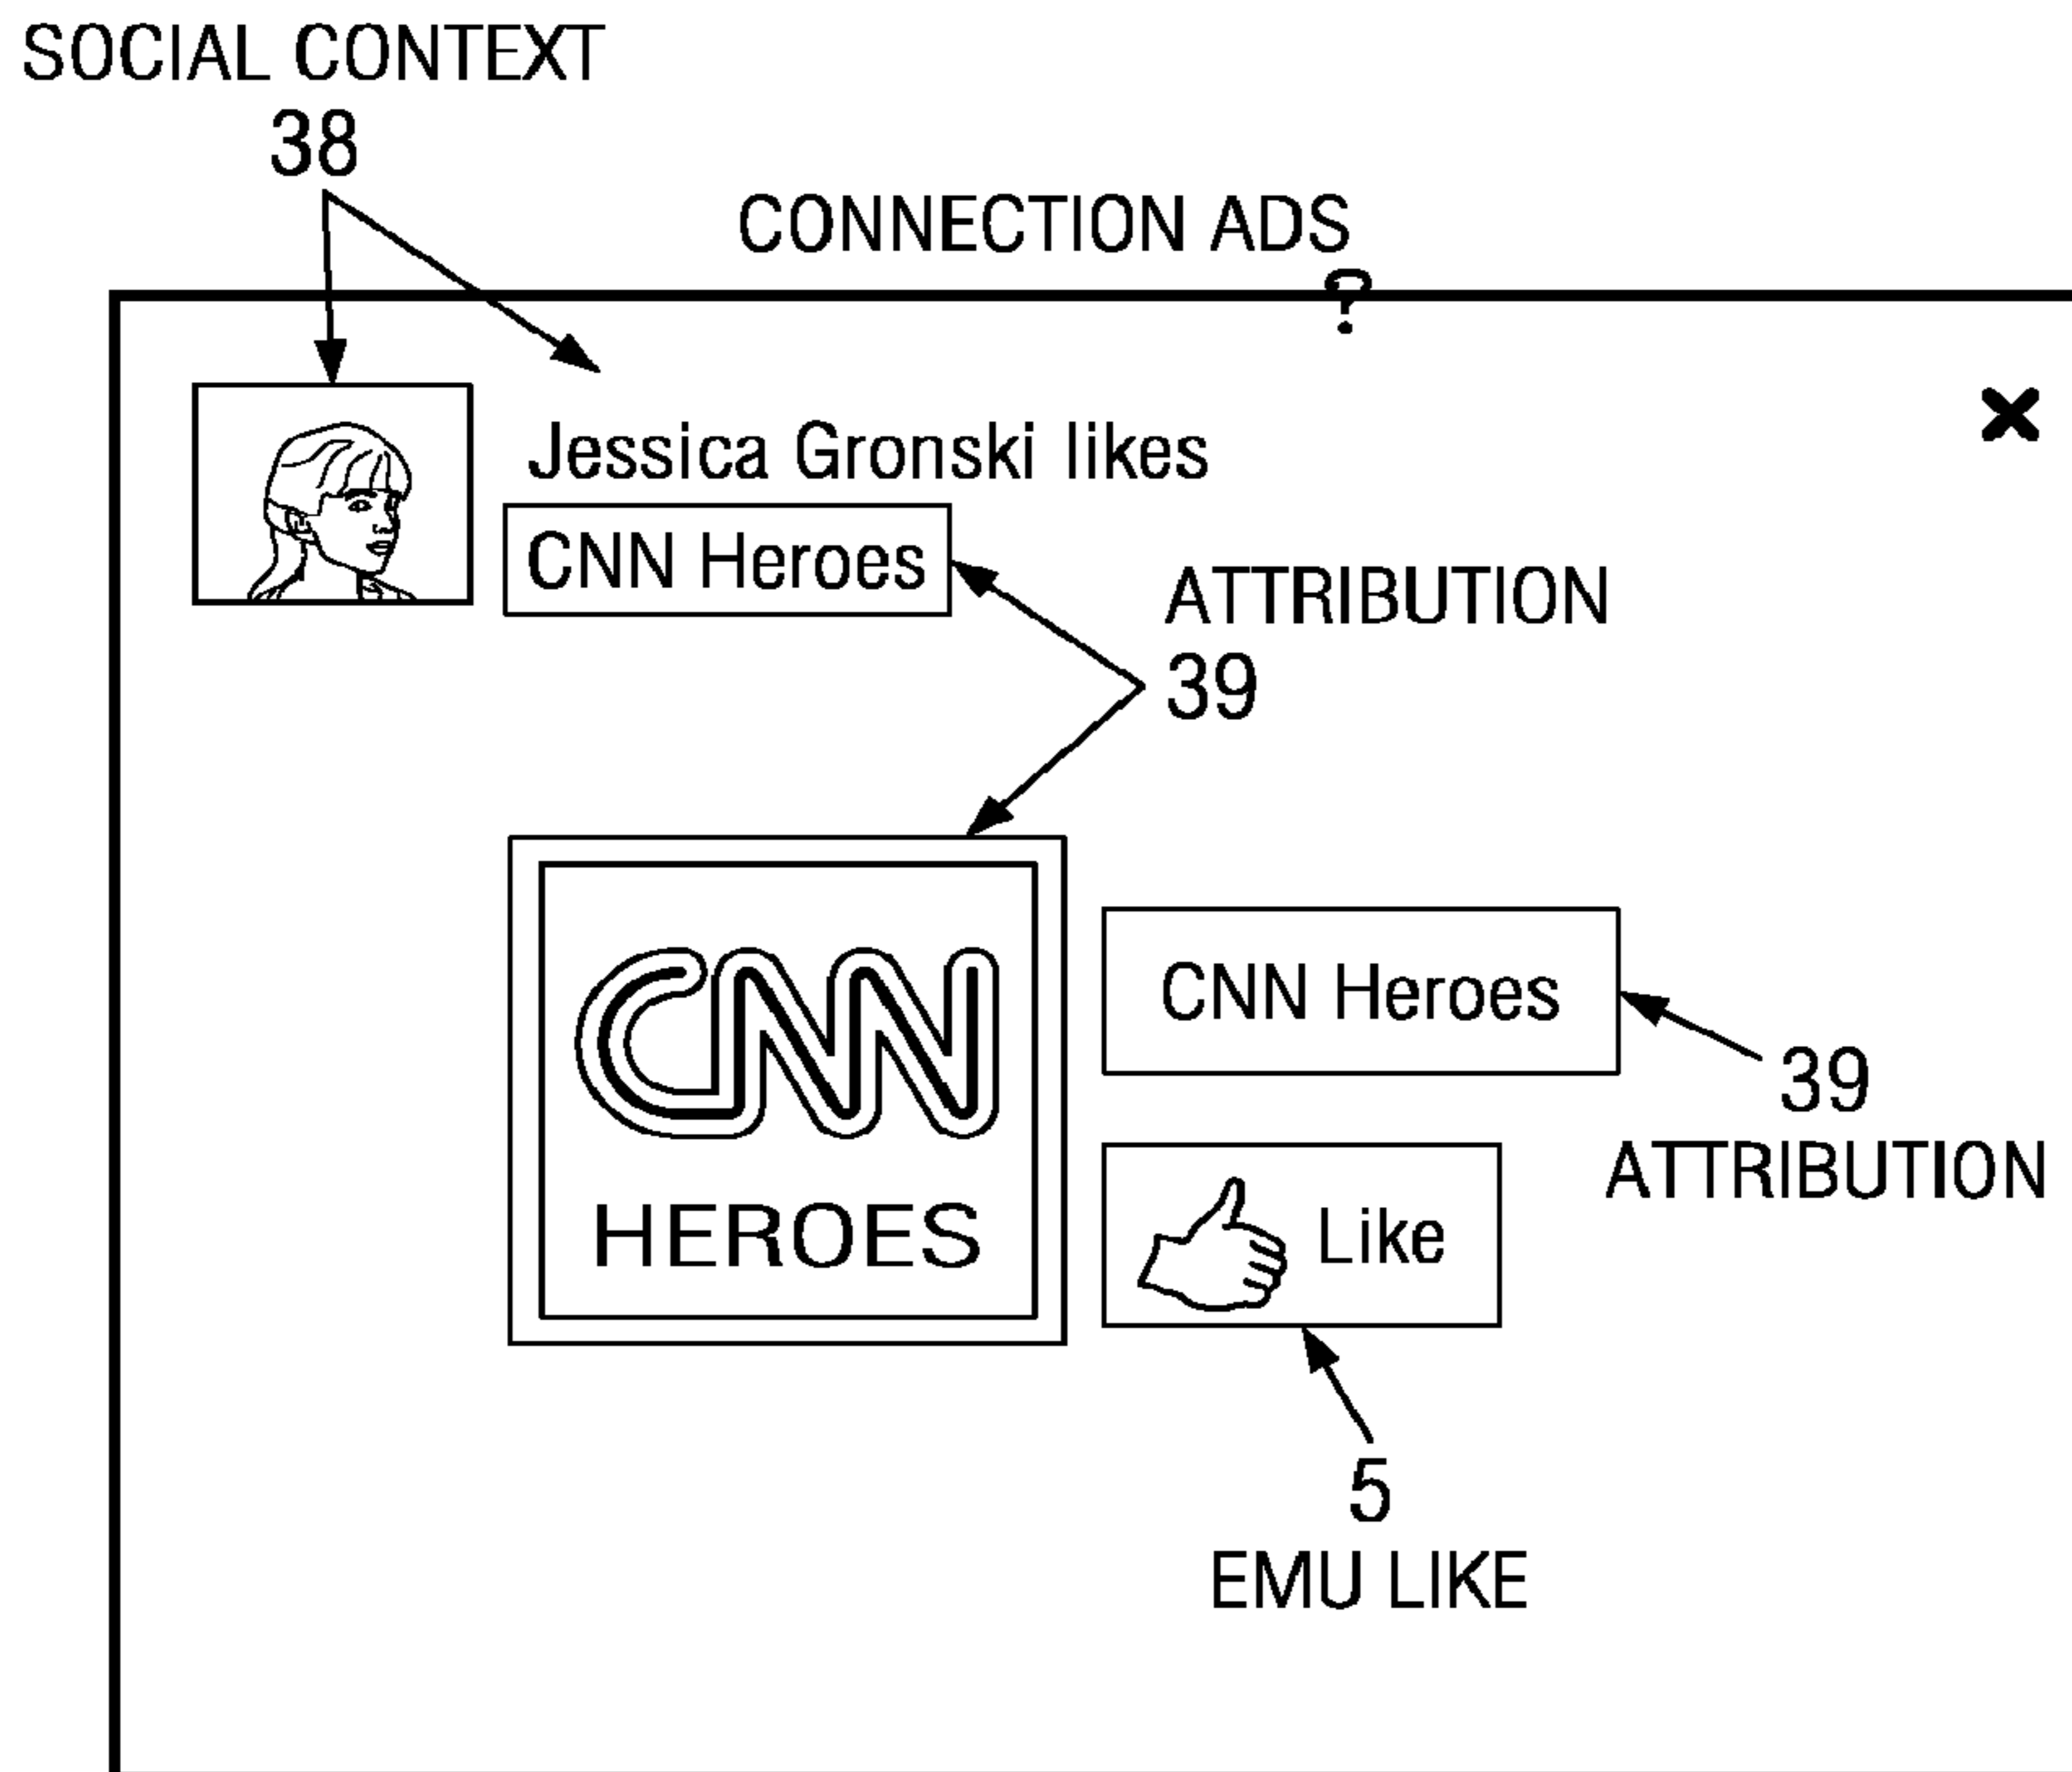 SOCIAL CONTEXT
38
CONNECTION ADS
?
Jessica Gronski likes
CNN Heroes
ATTRIBUTION
39
CNN
HEROES
CNN Heroes
39
ATTRIBUTION
Like
5
EMU LIKE